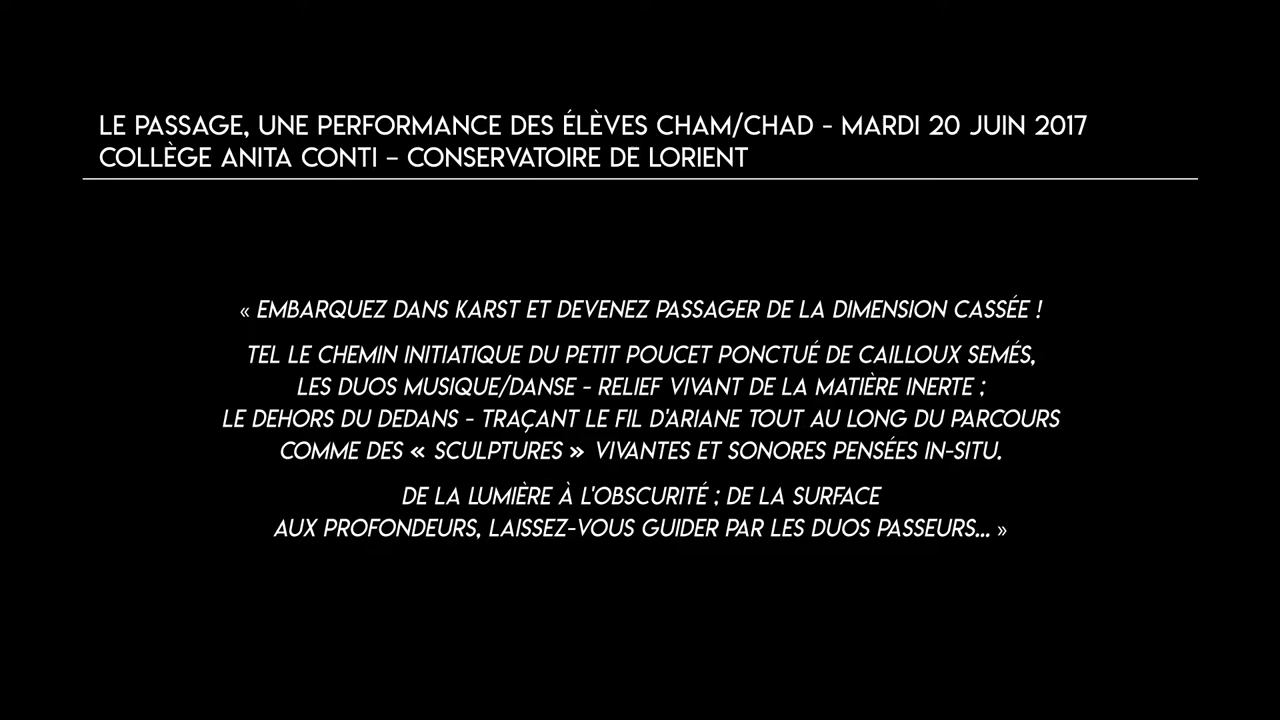 LE PASSAGE, UNE PERFORMANCE DES ÉLÈVES CHAM/CHAD - MARDI 20 JUIN 2017
COLLÈGE ANITA CONTI – CONSERVATOIRE DE LORIENT
« EMBARQUEZ DANS KARST ET DEVENEZ PASSAGER DE LA DIMENSION CASSÉE !
TEL LE CHEMIN INITIATIQUE DU PETIT POUCET PONCTUÉ DE CAILLOUX SEMÉS,
LES DUOS MUSIQUE/DANSE - RELIEF VIVANT DE LA MATIÈRE INERTE ;
LE DEHORS DU DEDANS - TRAÇANT LE FIL D'ARIANE TOUT AU LONG DU PARCOURS
COMME DES « SCULPTURES » VIVANTES ET SONORES PENSÉES IN-SITU.
DE LA LUMIÈRE À L'OBSCURITÉ ; DE LA SURFACE
AUX PROFONDEURS, LAISSEZ-VOUS GUIDER PAR LES DUOS PASSEURS... »